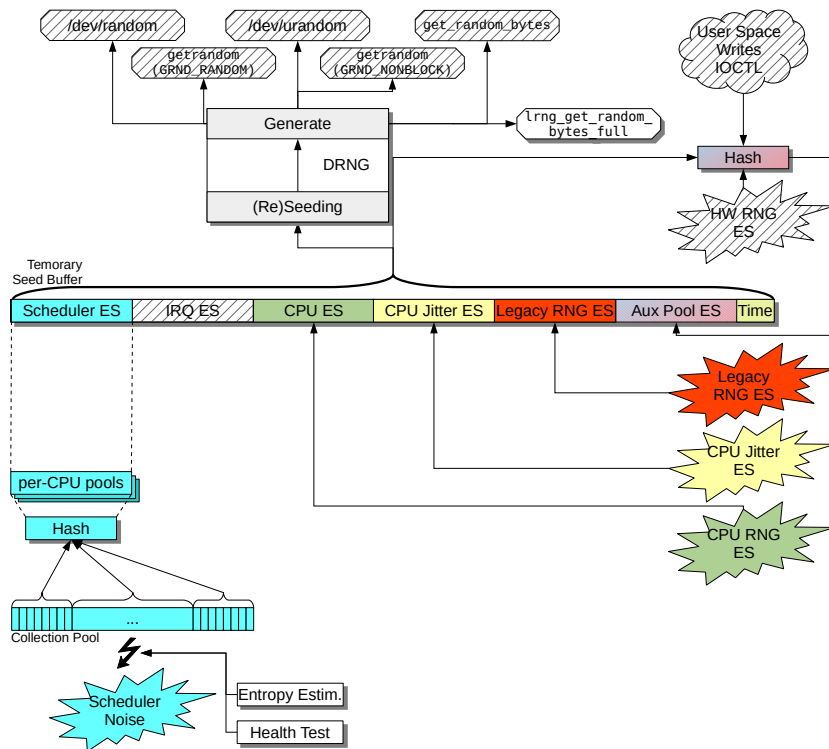 /dev/random
/dev/urandom
get_random_bytes
User Space
Writes
IOCTL
getrandom
(GRND_RANDOM)
getrandom
(GRND_NONBLOCK)
Generate
lrng_get_random_
bytes_full
DRNG
Hash
(Re)Seeding
HW RNG
ES
Temorary
Seed Buffer
Scheduler ES
IRQ ES
CPU ES
CPU Jitter ES
Legacy RNG ES
Aux Pool ES
Time
Legacy
RNG ES
CPU Jitter
ES
per-CPU pools
Hash
CPU RNG
ES
...
Collection Pool
Scheduler
Noise
Entropy Estim.
Health Test